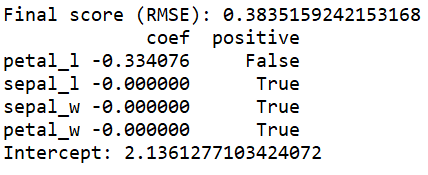 Final score (RMSE): 0.3835159242153168
coef positive
petal_l -0.334076 False
sepal_l -0.000000 True
sepal_w -0.000000 True
petal_w -0.000000 True
Intercept: 2.1361277103424072